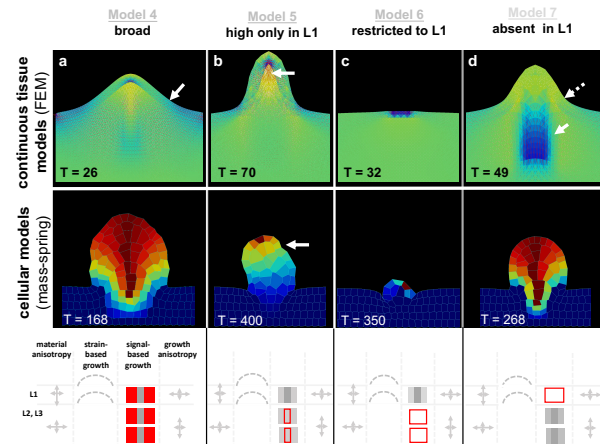 Model 4
broad
Model 5
high only in L1
Model 6
restricted to L1
Model 7
absent in L1
continuous tissue
models (FEM)
a
T = 26
b
T = 70
c
T = 32
d
T = 49
cellular models
(mass-spring)
T = 168
T = 400
T = 350
T = 268
material
anisotropy
strain-
based
growth
signal-
based
growth
growth
anisotropy
L1
L2, L3